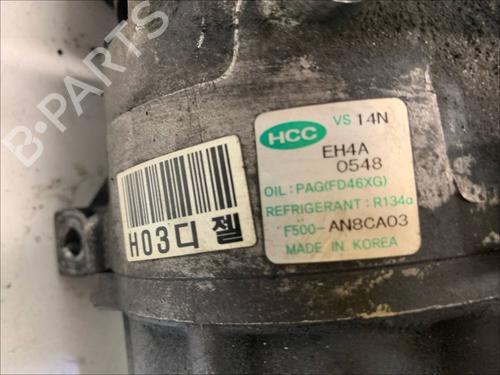 B-PARTS
HCC
VS 14N
EH4A
0548
OIL : PAG(FD46XG)
REFRIGERANT : R134a
F500-AN8CA03
MADE IN KOREA
H03디젤